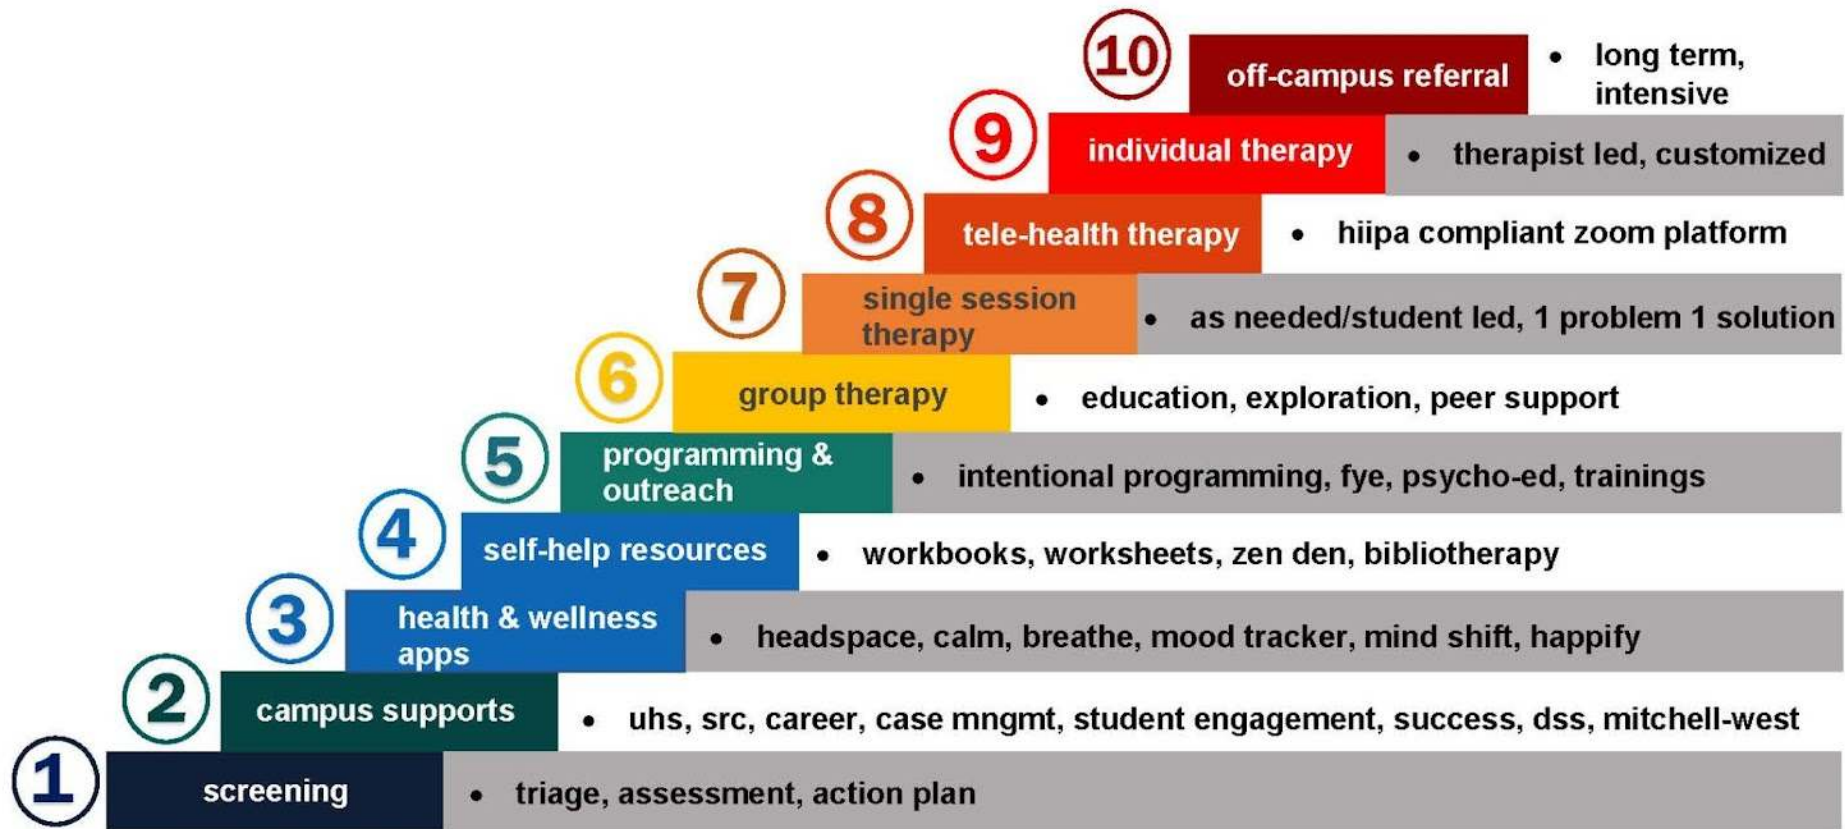 10
off-campus referral
• long term,
intensive
9
individual therapy
• therapist led, customized
8
tele-health therapy
• hiipa compliant zoom platform
7
single session
therapy
• as needed/student led, 1 problem 1 solution
6
group therapy
• education, exploration, peer support
5
programming &
outreach
• intentional programming, fye, psycho-ed, trainings
4
self-help resources
• workbooks, worksheets, zen den, bibliotherapy
3
health & wellness
apps
• headspace, calm, breathe, mood tracker, mind shift, happify
2
campus supports
• uhs, src, career, case mngmt, student engagement, success, dss, mitchell-west
1
screening
• triage, assessment, action plan